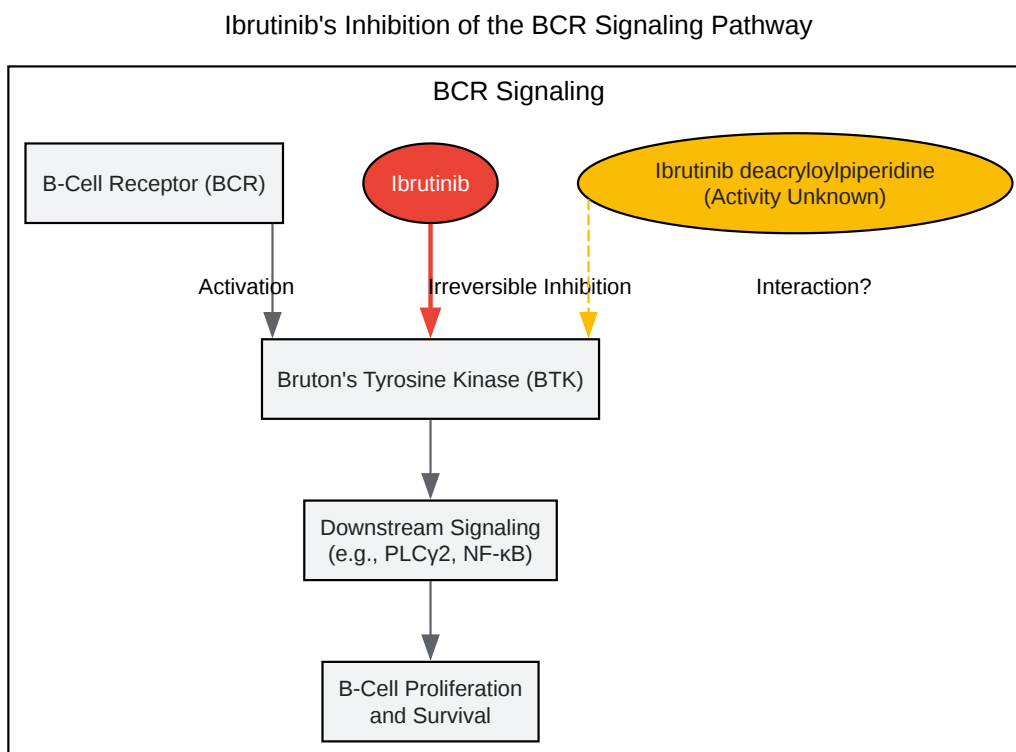 Ibrutinib's Inhibition of the BCR Signaling Pathway
BCR Signaling
B-Cell Receptor (BCR)
Ibrutinib
Ibrutinib deacryloylpiperidine
(Activity Unknown)
Activation
Irreversible Inhibition
Interaction?
Bruton's Tyrosine Kinase (BTK)
Downstream Signaling
(e.g., PLCγ2, NF-κB)
B-Cell Proliferation
and Survival